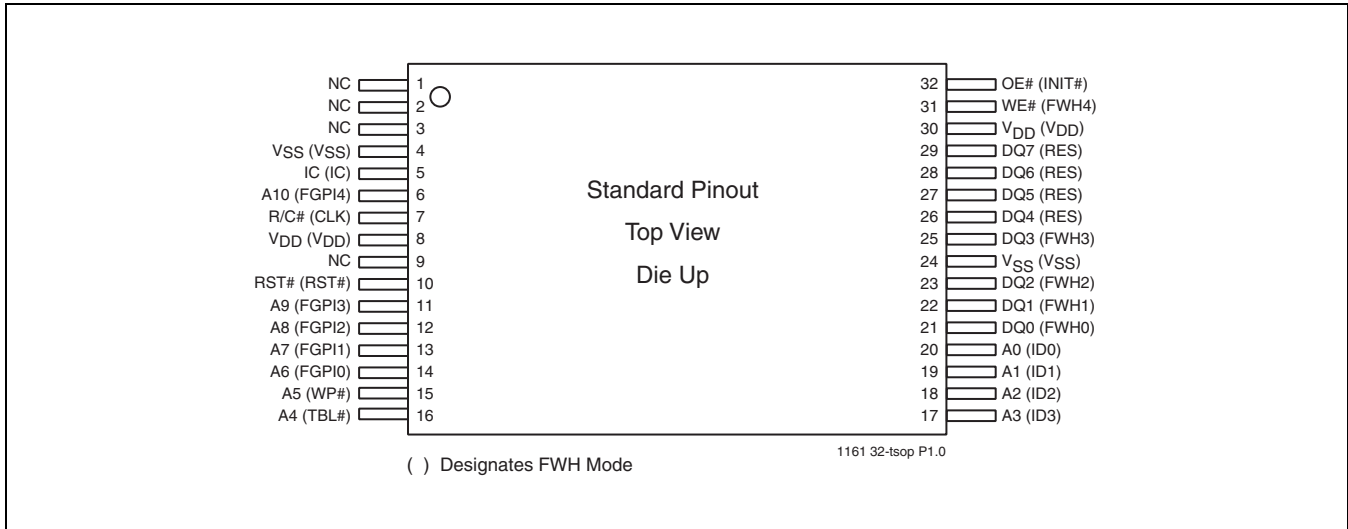 NC 1
NC 2
NC 3
VSS (VSS) 4
IC (IC) 5
A10 (FGPI4) 6
R/C# (CLK) 7
VDD (VDD) 8
NC 9
RST# (RST#) 10
A9 (FGPI3) 11
A8 (FGPI2) 12
A7 (FGPI1) 13
A6 (FGPI0) 14
A5 (WP#) 15
A4 (TBL#) 16
Standard Pinout
Top View
Die Up
32 OE# (INIT#)
31 WE# (FWH4)
30 VDD (VDD)
29 DQ7 (RES)
28 DQ6 (RES)
27 DQ5 (RES)
26 DQ4 (RES)
25 DQ3 (FWH3)
24 VSS (VSS)
23 DQ2 (FWH2)
22 DQ1 (FWH1)
21 DQ0 (FWH0)
20 A0 (ID0)
19 A1 (ID1)
18 A2 (ID2)
17 A3 (ID3)
1161 32-tsop P1.0
( ) Designates FWH Mode